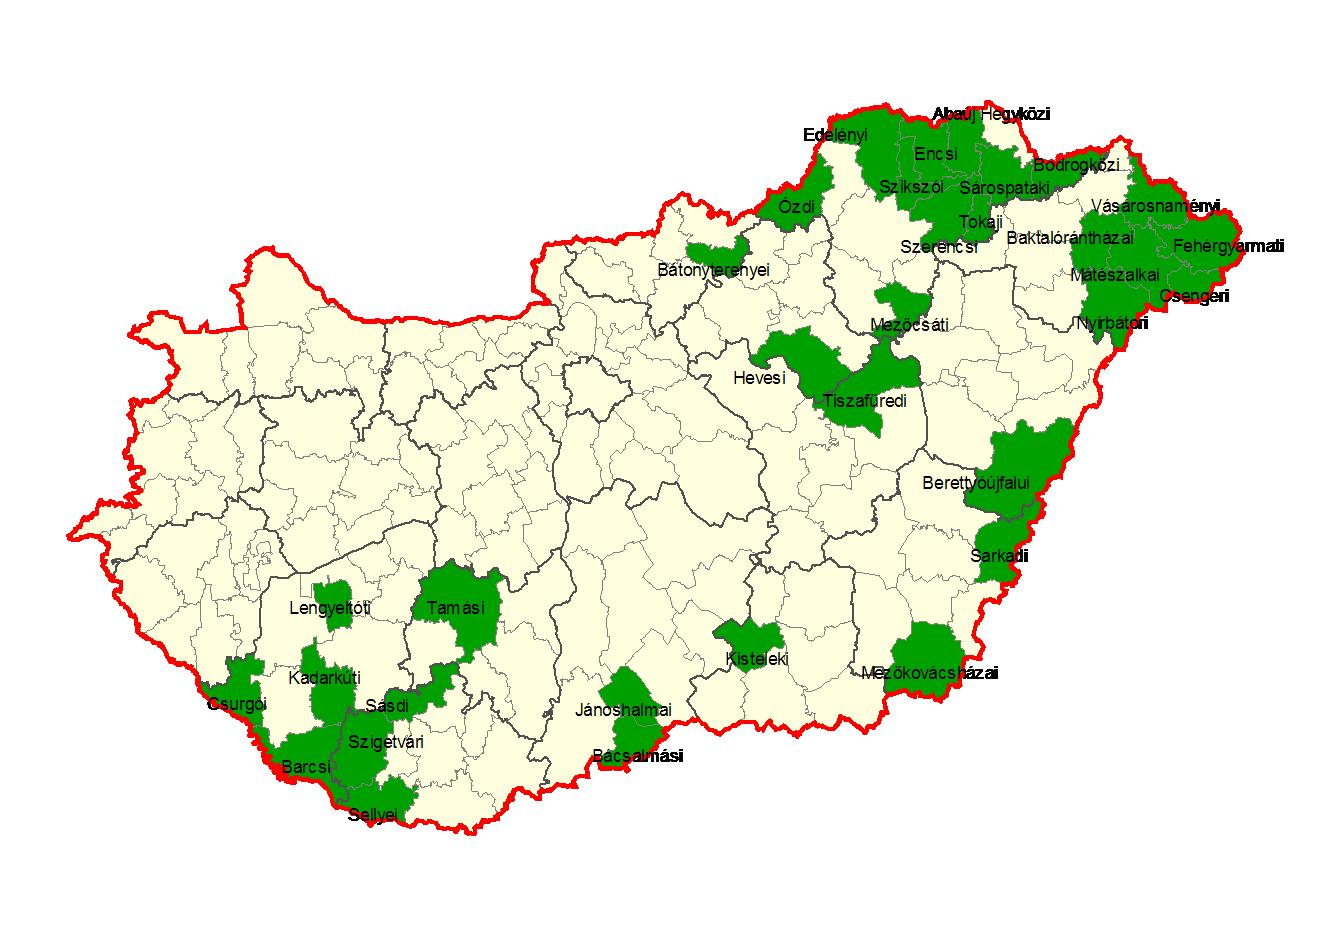 Abaúj Hegyközi
Edelényi
Encsi
Bodrogközi
Szikszói
Sárospataki
Ózdi
Vásárosnaményi
Tokaji
Baktalórántházai
Szerencsi
Fehérgyarmati
Bátonyterenyei
Mátészalkai
Csengeri
Mezőcsáti
Nyírbátori
Hevesi
Tiszafüredi
Berettyóújfalui
Sarkadi
Lengyeltóti
Tamási
Kisteleki
Mezőkovácsházai
Kadarkúti
Csurgói
Sásdi
Jánoshalmai
Szigetvári
Bácsalmási
Barcsi
Sellyei